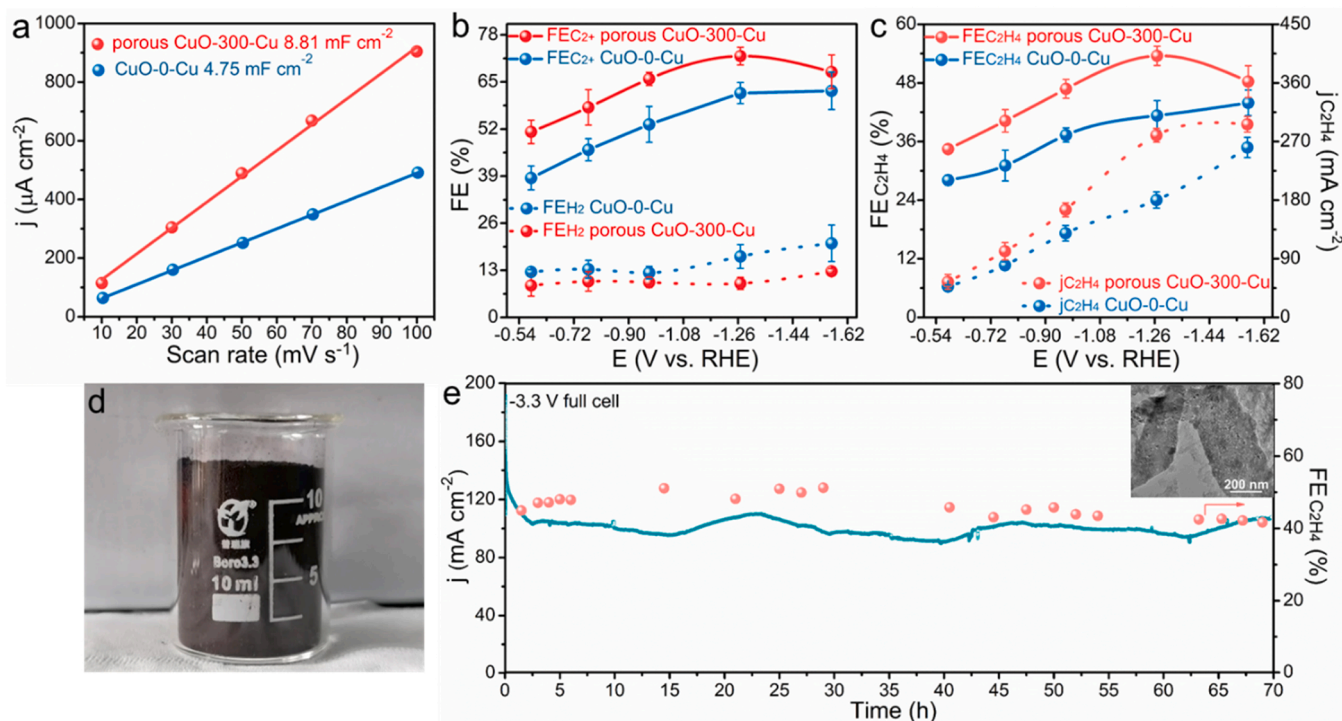 a
porous CuO-300-Cu 8.81 mF cm⁻²
CuO-0-Cu 4.75 mF cm⁻²
j (μA cm⁻²)
1000
800
600
400
200
0
10 20 30 40 50 60 70 80 90 100
Scan rate (mV s⁻¹)
b
FEC₂₊ porous CuO-300-Cu
FEC₂₊ CuO-0-Cu
FEH₂ CuO-0-Cu
FEH₂ porous CuO-300-Cu
FE (%)
78
65
52
39
26
13
0
-0.54 -0.72 -0.90 -1.08 -1.26 -1.44 -1.62
E (V vs. RHE)
c
FEC₂H₄ porous CuO-300-Cu
FEC₂H₄ CuO-0-Cu
jC₂H₄ porous CuO-300-Cu
jC₂H₄ CuO-0-Cu
FEC₂H₄ (%)
60
48
36
24
12
0
jC₂H₄ (mA cm⁻²)
450
360
270
180
90
0
-0.54 -0.72 -0.90 -1.08 -1.26 -1.44 -1.62
E (V vs. RHE)
d
10
APPROX
Boro3.3
5
10 ml
e
-3.3 V full cell
200 nm
j (mA cm⁻²)
200
160
120
80
40
0
FEC₂H₄ (%)
80
60
40
20
0
0 5 10 15 20 25 30 35 40 45 50 55 60 65 70
Time (h)